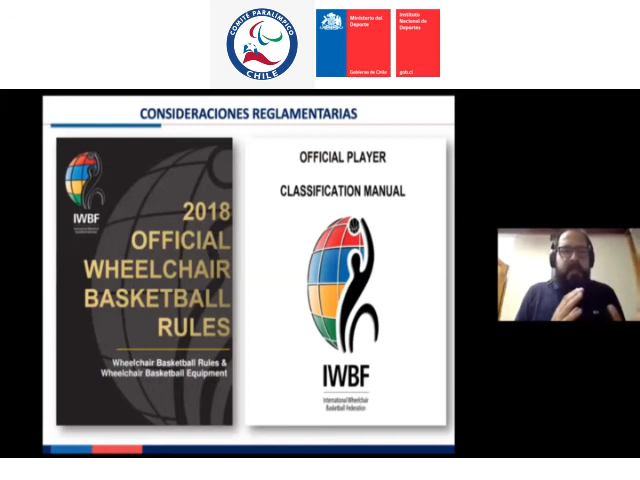 COMITÉ PARALÍMPICO
CHILE
Ministerio del
Deporte
Gobierno de Chile
Instituto
Nacional de
Deportes
gob.cl
CONSIDERACIONES REGLAMENTARIAS
IWBF
2018
OFFICIAL
WHEELCHAIR
BASKETBALL
RULES
Wheelchair Basketball Rules &
Wheelchair Basketball Equipment
OFFICIAL PLAYER
CLASSIFICATION MANUAL
IWBF
International Wheelchair
Basketball Federation